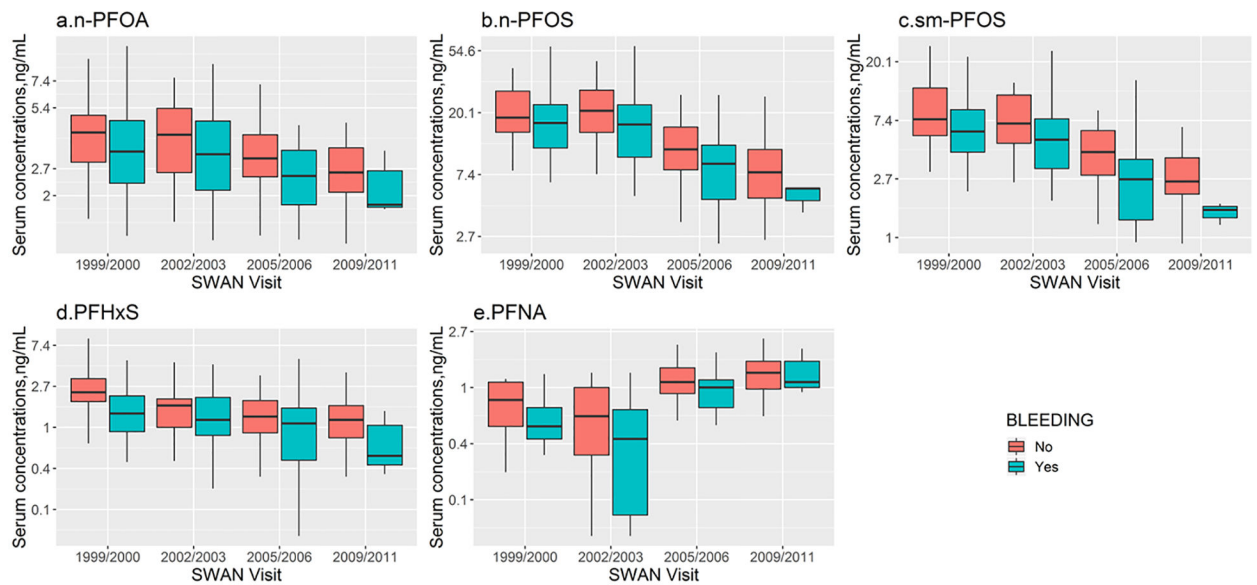 a.n-PFOA
b.n-PFOS
c.sm-PFOS
Serum concentrations,ng/mL
7.4
5.4
2.7
2
1999/2000 2002/2003 2005/2006 2009/2011
SWAN Visit
Serum concentrations,ng/mL
54.6
20.1
7.4
2.7
1999/2000 2002/2003 2005/2006 2009/2011
SWAN Visit
Serum concentrations,ng/mL
20.1
7.4
2.7
1
1999/2000 2002/2003 2005/2006 2009/2011
SWAN Visit
d.PFHxS
Serum concentrations,ng/mL
7.4
2.7
1
0.4
0.1
1999/2000 2002/2003 2005/2006 2009/2011
SWAN Visit
e.PFNA
Serum concentrations,ng/mL
2.7
1
0.4
0.1
1999/2000 2002/2003 2005/2006 2009/2011
SWAN Visit
BLEEDING
No
Yes